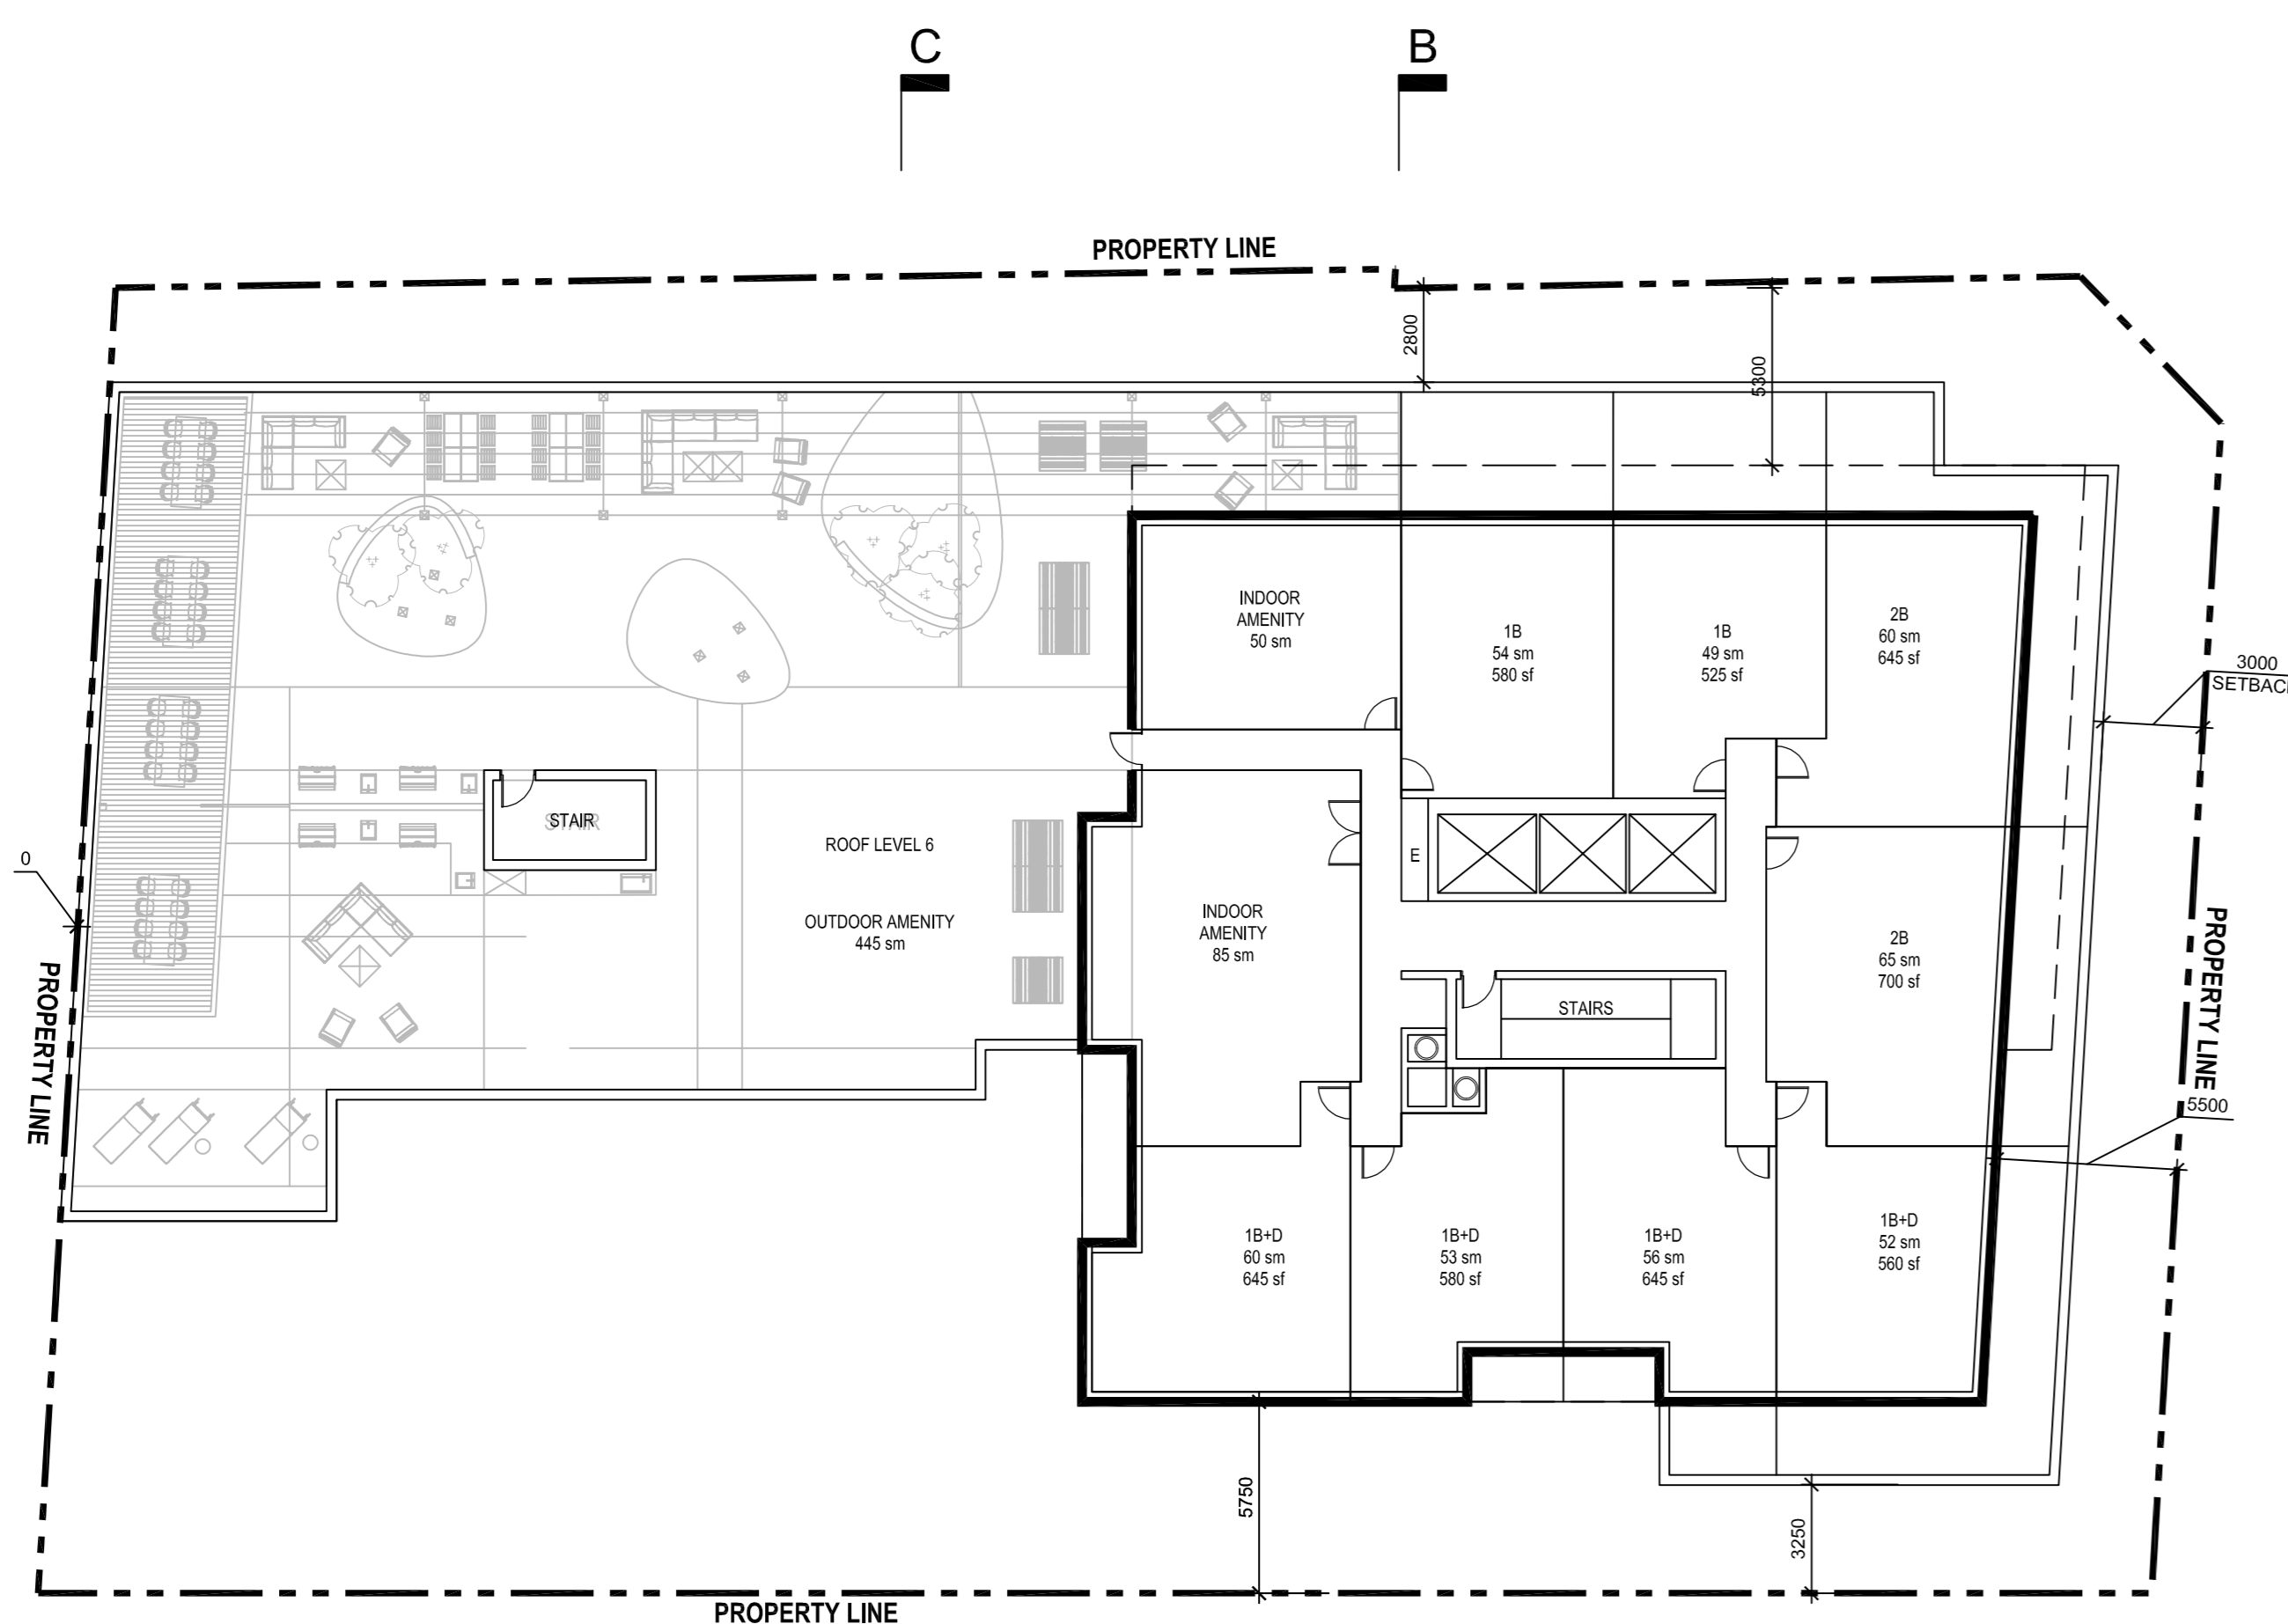 C
B
PROPERTY LINE
2800
5300
INDOOR
AMENITY
50 sm
1B
54 sm
580 sf
1B
49 sm
525 sf
2B
60 sm
645 sf
3000
SETBACK
STAIR
STAIR
ROOF LEVEL 6
E
0
OUTDOOR AMENITY
445 sm
INDOOR
AMENITY
85 sm
2B
65 sm
700 sf
PROPERTY LINE
PROPERTY LINE
STAIRS
5500
1B+D
60 sm
645 sf
1B+D
53 sm
580 sf
1B+D
56 sm
645 sf
1B+D
52 sm
560 sf
5750
3250
PROPERTY LINE